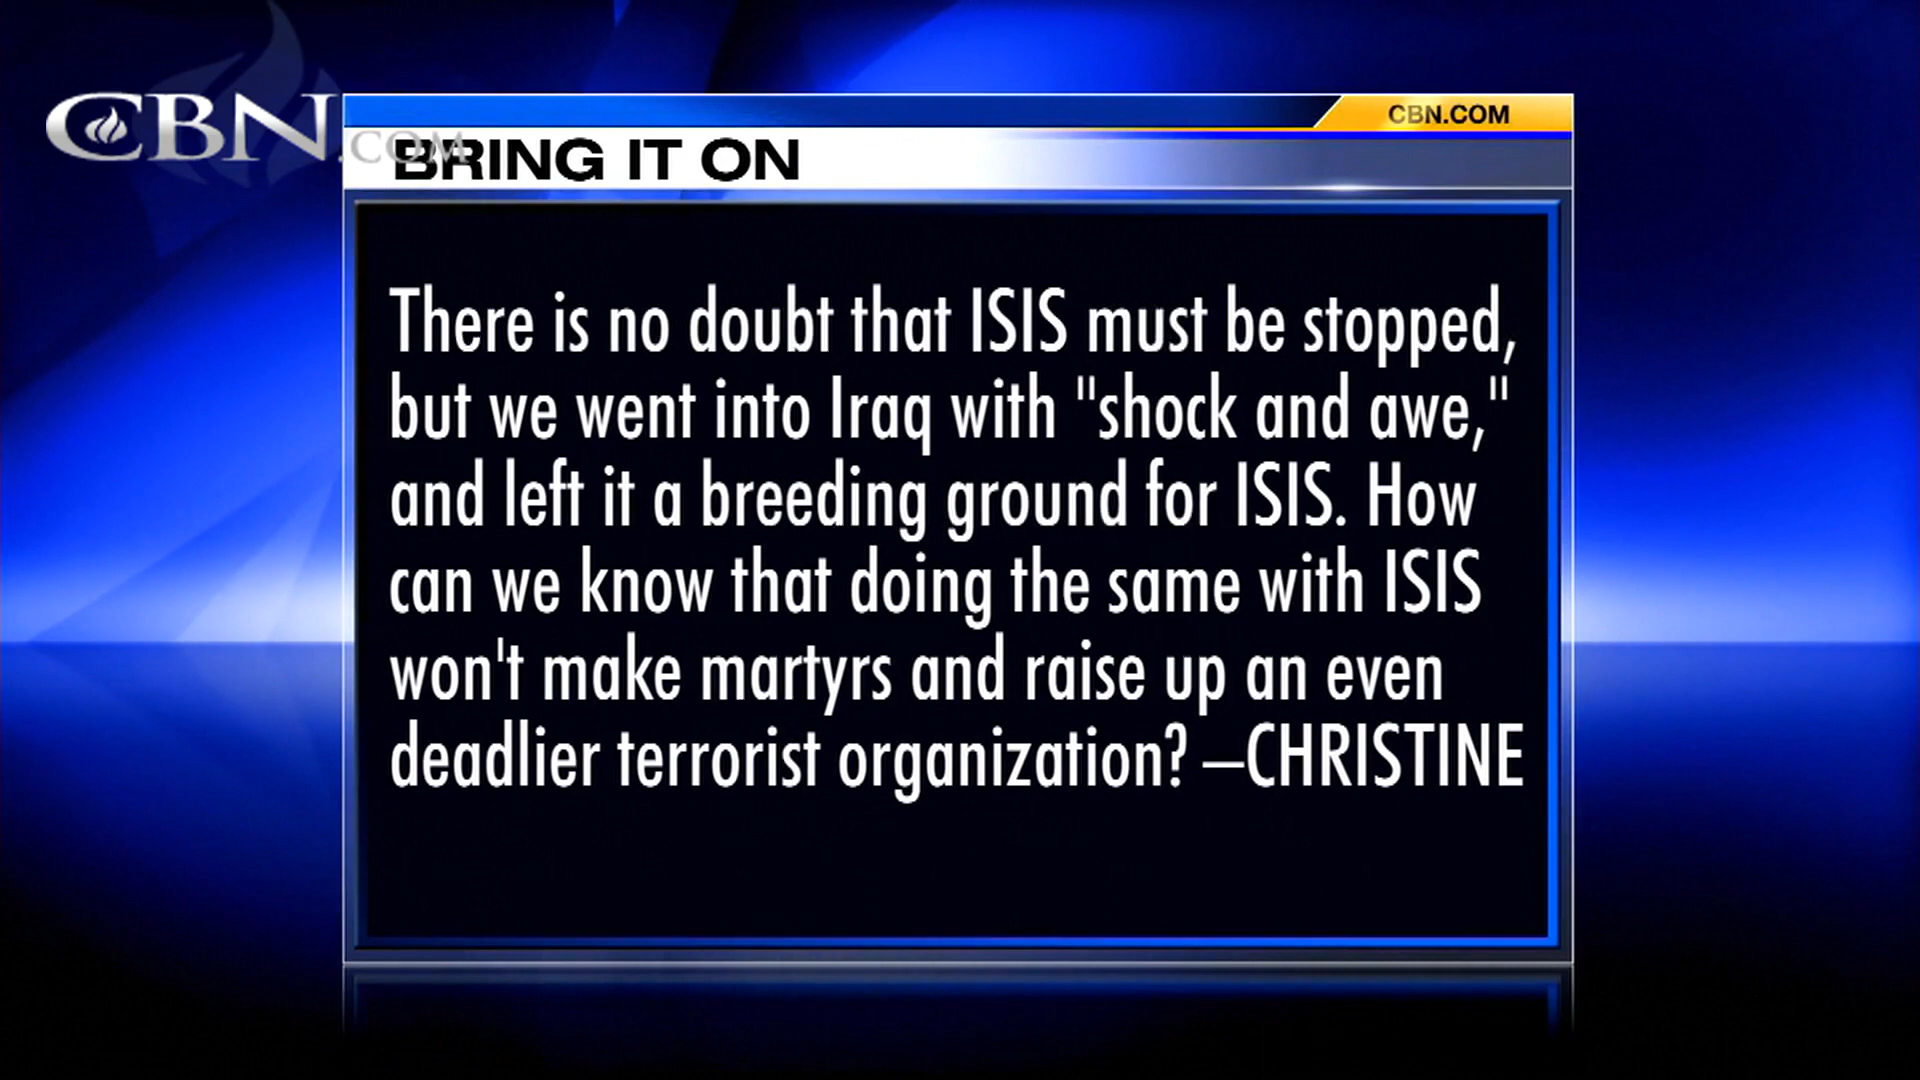 CBN.COM
CBN.COM
BRING IT ON
There is no doubt that ISIS must be stopped,
but we went into Iraq with "shock and awe,"
and left it a breeding ground for ISIS. How
can we know that doing the same with ISIS
won't make martyrs and raise up an even
deadlier terrorist organization? –CHRISTINE